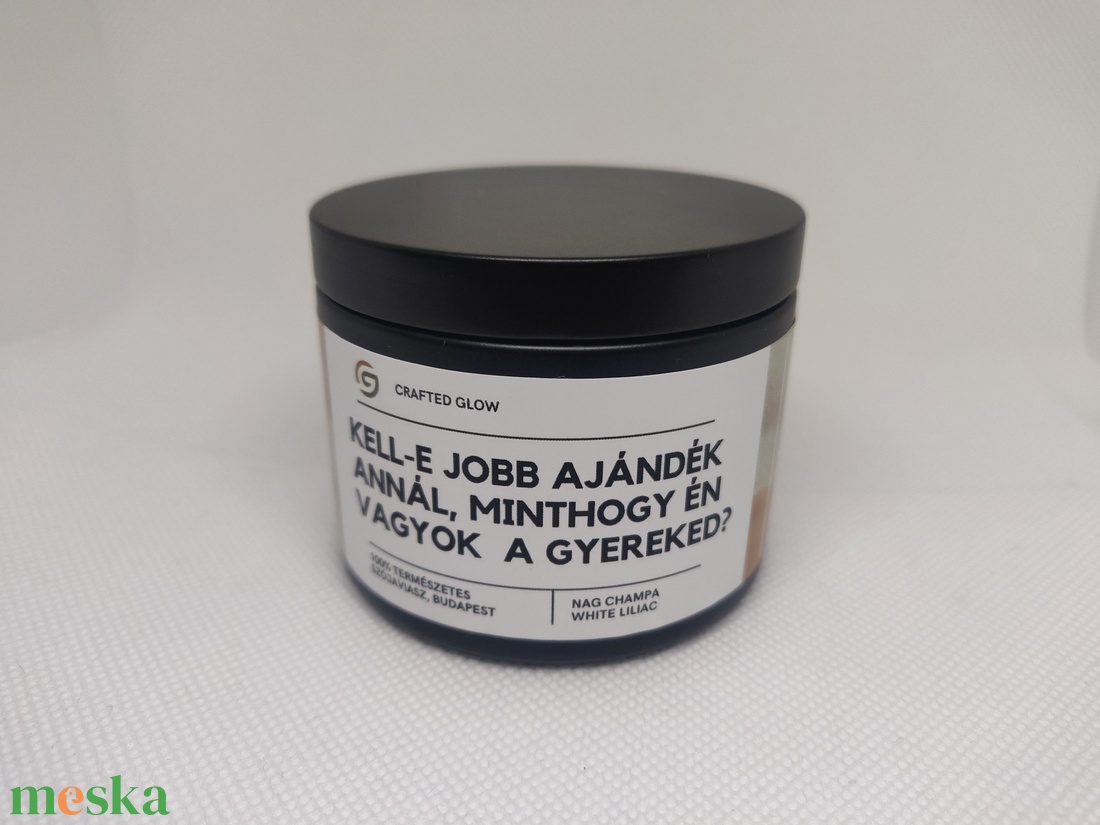 CRAFTED GLOW
KELL-E JOBB AJÁNDÉK
ANNÁL, MINTHOGY ÉN
VAGYOK A GYEREKED?
100% TERMÉSZETES
SZÓJAVIASZ, BUDAPEST
NAG CHAMPA
WHITE LILIAC
meska